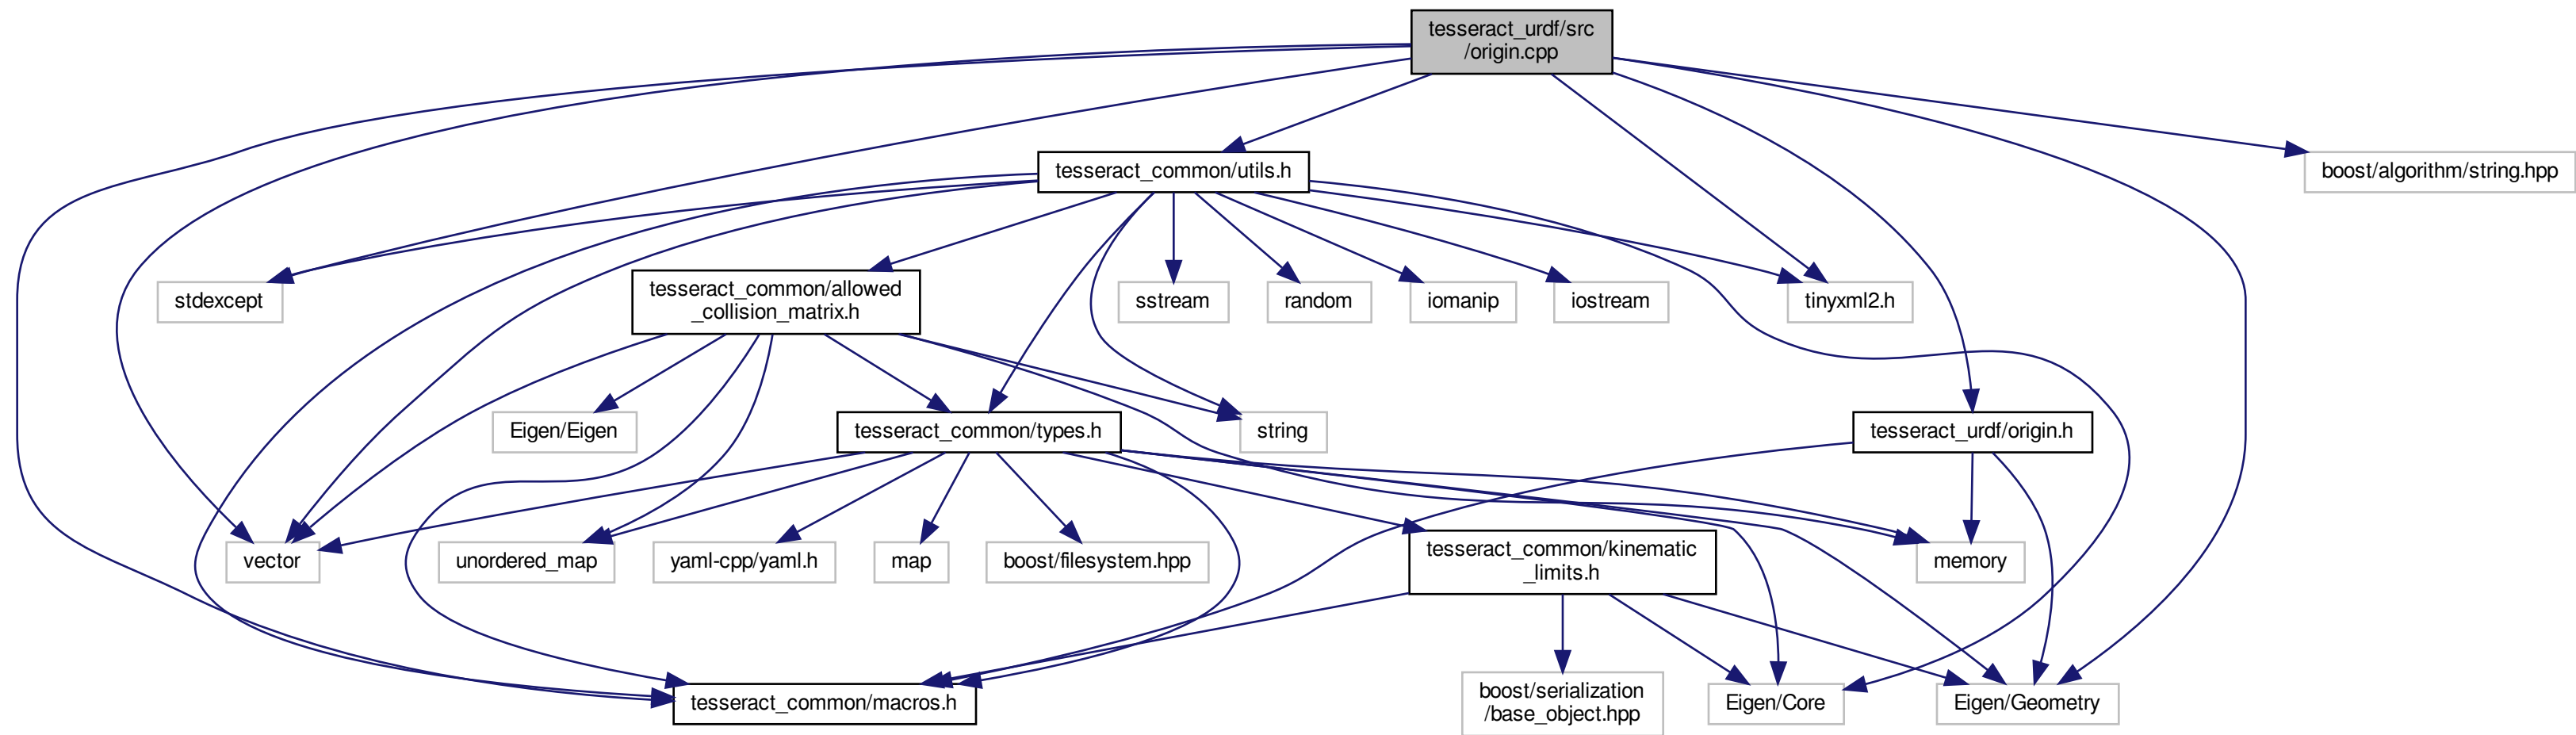 tesseract_urdf/src
/origin.cpp
tesseract_common/utils.h
boost/algorithm/string.hpp
stdexcept
tesseract_common/allowed
_collision_matrix.h
sstream
random
iomanip
iostream
tinyxml2.h
Eigen/Eigen
tesseract_common/types.h
string
tesseract_urdf/origin.h
vector
unordered_map
yaml-cpp/yaml.h
map
boost/filesystem.hpp
tesseract_common/kinematic
_limits.h
memory
tesseract_common/macros.h
boost/serialization
/base_object.hpp
Eigen/Core
Eigen/Geometry